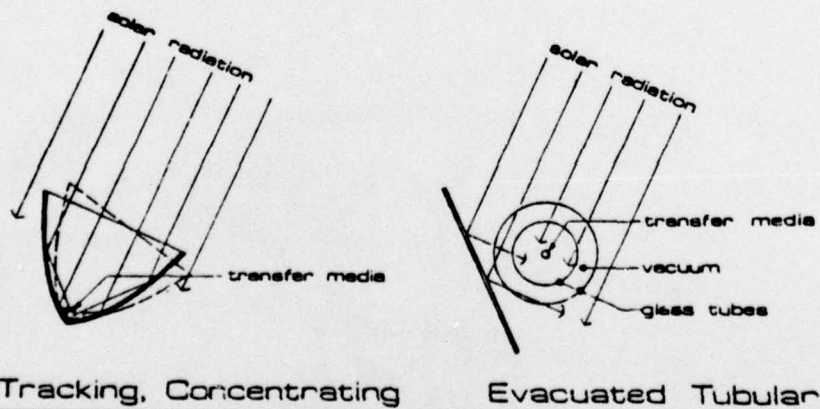 solar radiation
transfer media
Tracking, Concentrating
solar radiation
transfer media
vacuum
glass tubes
Evacuated Tubular